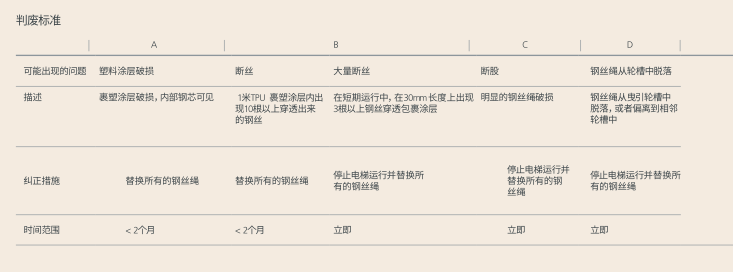 判废标准
A B C D
可能出现的问题 塑料涂层破损 断丝 大量断丝 断股 钢丝绳从轮槽中脱落
描述 裹塑涂层破损，内部钢芯可见 1米TPU 裹塑涂层内出 在短期运行中，在30mm长度上出现 明显的钢丝绳破损 钢丝绳从曳引轮槽中
现10根以上穿透出来 3根以上钢丝穿透包裹涂层 脱落，或者偏离到相邻
的钢丝 轮槽中
纠正措施 替换所有的钢丝绳 替换所有的钢丝绳 停止电梯运行并替换所 停止电梯运行并 停止电梯运行并替换所
有的钢丝绳 替换所有的钢 有的钢丝绳
丝绳
时间范围 < 2个月 < 2个月 立即 立即 立即